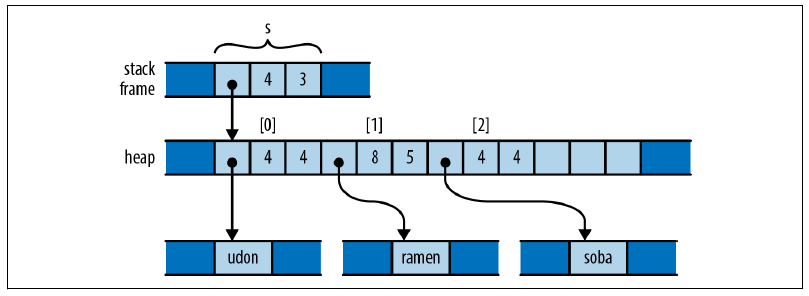 s
stack
frame
4 3
[0] [1] [2]
heap
4 4 8 5 4 4
udon ramen soba